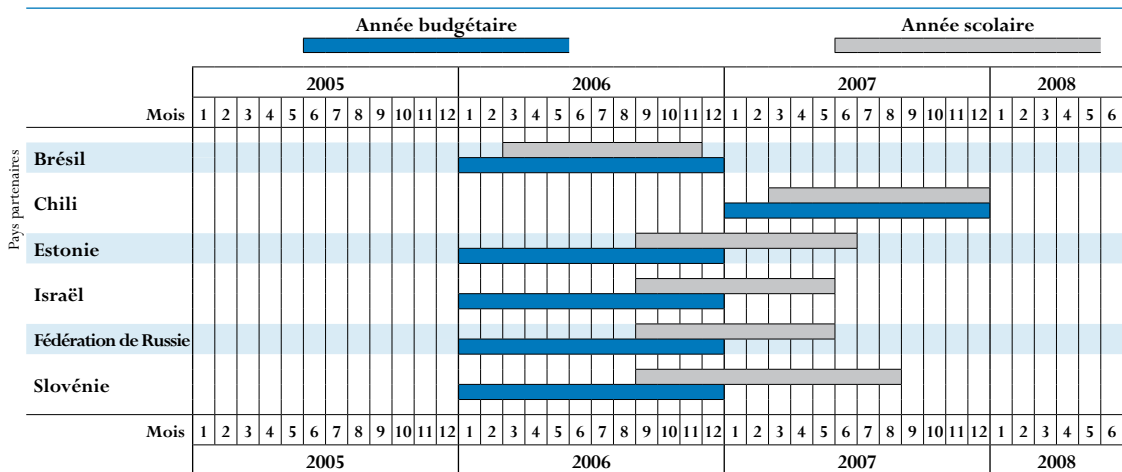 Année budgétaire Année scolaire
2005 2006 2007 2008
Mois 1 2 3 4 5 6 7 8 9 10 11 12 1 2 3 4 5 6 7 8 9 10 11 12 1 2 3 4 5 6 7 8 9 10 11 12 1 2 3 4 5 6
Pays partenaires
Brésil
Chili
Estonie
Israël
Fédération de Russie
Slovénie
Mois 1 2 3 4 5 6 7 8 9 10 11 12 1 2 3 4 5 6 7 8 9 10 11 12 1 2 3 4 5 6 7 8 9 10 11 12 1 2 3 4 5 6
2005 2006 2007 2008